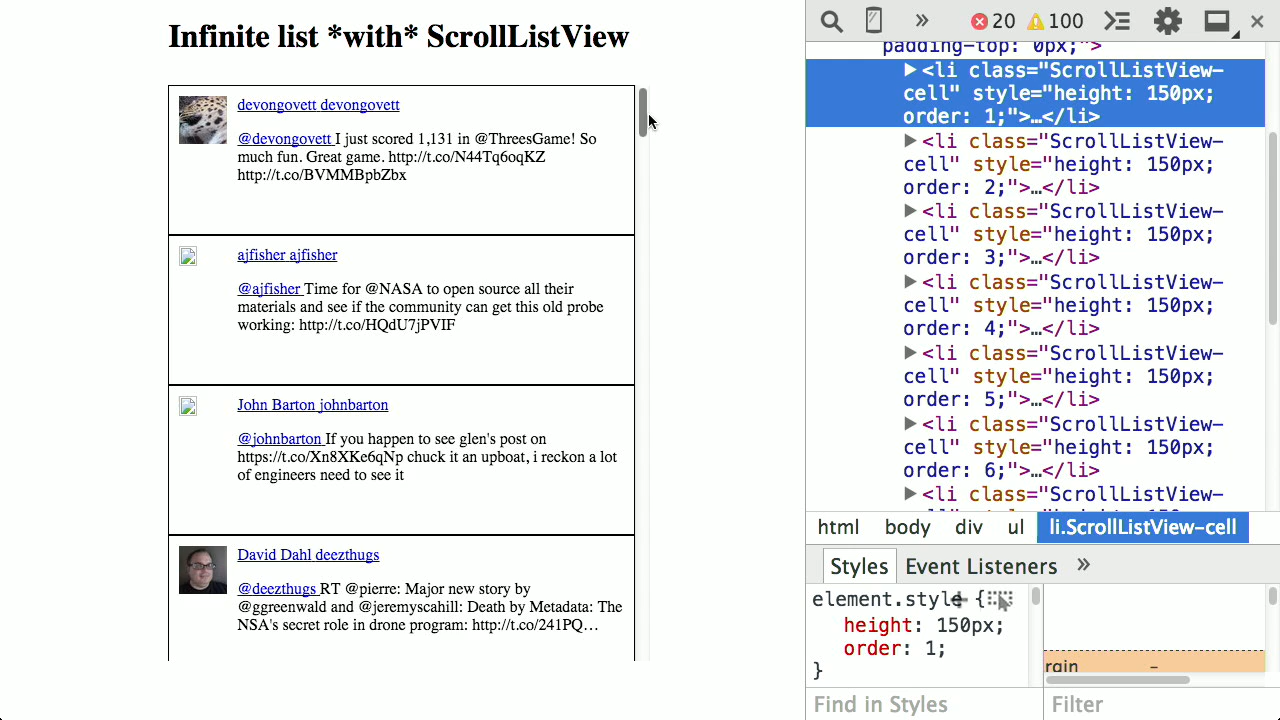 Infinite list *with* ScrollListView
devongovett devongovett
@devongovett I just scored 1,131 in @ThreesGame! So
much fun. Great game. http://t.co/N44Tq6oqKZ
http://t.co/BVMMBpbZbx
ajfisher ajfisher
@ajfisher Time for @NASA to open source all their
materials and see if the community can get this old probe
working: http://t.co/HQdU7jPVIF
John Barton johnbarton
@johnbarton If you happen to see glen's post on
chuck it an upboat, i reckon a lot
of engineers need to see it
David Dahl deezthugs
@deezthugs RT @pierre: Major new story by
@ggreenwald and @jeremyscahill: Death by Metadata: The
NSA's secret role in drone program: http://t.co/241PQ…
» 20 100
padding-top: 0px;">
▶<li class="ScrollListView-
cell" style="height: 150px;
order: 1;">…</li>
▶<li class="ScrollListView-
cell" style="height: 150px;
order: 2;">…</li>
▶<li class="ScrollListView-
cell" style="height: 150px;
order: 3;">…</li>
▶<li class="ScrollListView-
cell" style="height: 150px;
order: 4;">…</li>
▶<li class="ScrollListView-
cell" style="height: 150px;
order: 5;">…</li>
▶<li class="ScrollListView-
cell" style="height: 150px;
order: 6;">…</li>
▶<li class="ScrollListView-
html body div ul li.ScrollListView-cell
Styles Event Listeners »
element.style {
height: 150px;
order: 1;
}
Find in Styles Filter